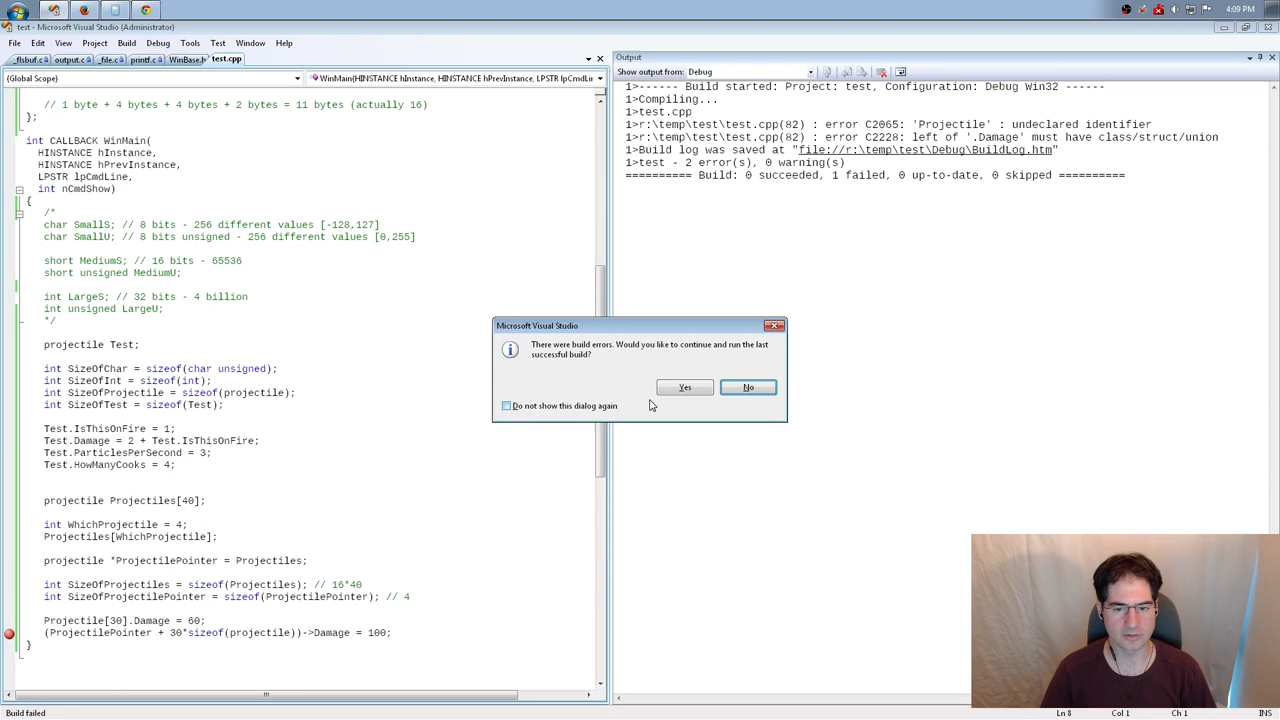 4:09 PM
test - Microsoft Visual Studio (Administrator)
File Edit View Project Build Debug Tools Test Window Help
_flsbuf.c output.c _file.c printf.c WinBase.h test.cpp
Output
(Global Scope)
WinMain(HINSTANCE hInstance, HINSTANCE hPrevInstance, LPSTR lpCmdLine,
Show output from: Debug
// 1 byte + 4 bytes + 4 bytes + 2 bytes = 11 bytes (actually 16)
};
int CALLBACK WinMain(
HINSTANCE hInstance,
HINSTANCE hPrevInstance,
LPSTR lpCmdLine,
int nCmdShow)
{
/*
char SmallS; // 8 bits - 256 different values [-128,127]
char SmallU; // 8 bits unsigned - 256 different values [0,255]
short MediumS; // 16 bits - 65536
short unsigned MediumU;
int LargeS; // 32 bits - 4 billion
int unsigned LargeU;
*/
projectile Test;
int SizeOfChar = sizeof(char unsigned);
int SizeOfInt = sizeof(int);
int SizeOfProjectile = sizeof(projectile);
int SizeOfTest = sizeof(Test);
Test.IsThisOnFire = 1;
Test.Damage = 2 + Test.IsThisOnFire;
Test.ParticlesPerSecond = 3;
Test.HowManyCooks = 4;
projectile Projectiles[40];
int WhichProjectile = 4;
Projectiles[WhichProjectile];
projectile *ProjectilePointer = Projectiles;
int SizeOfProjectiles = sizeof(Projectiles); // 16*40
int SizeOfProjectilePointer = sizeof(ProjectilePointer); // 4
Projectile[30].Damage = 60;
(ProjectilePointer + 30*sizeof(projectile))->Damage = 100;
}
1>------ Build started: Project: test, Configuration: Debug Win32 ------
1>Compiling...
1>test.cpp
1>r:\temp\test\test.cpp(82) : error C2065: 'Projectile' : undeclared identifier
1>r:\temp\test\test.cpp(82) : error C2228: left of '.Damage' must have class/struct/union
1>Build log was saved at "file://r:\temp\test\Debug\BuildLog.htm"
1>test - 2 error(s), 0 warning(s)
========== Build: 0 succeeded, 1 failed, 0 up-to-date, 0 skipped ==========
Microsoft Visual Studio
There were build errors. Would you like to continue and run the last
successful build?
Yes No
Do not show this dialog again
Build failed
Ln 8 Col 1 Ch 1 INS